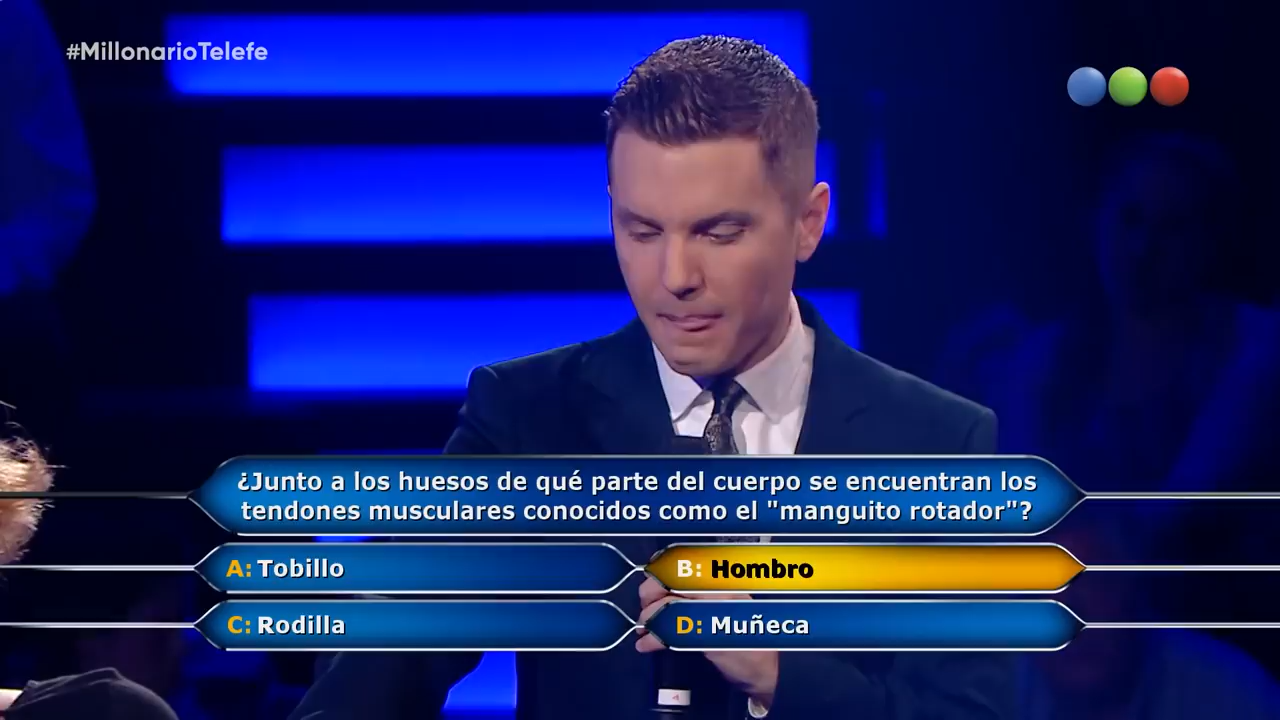 #MillonarioTelefe
¿Junto a los huesos de qué parte del cuerpo se encuentran los
tendones musculares conocidos como el "manguito rotador"?
A: Tobillo
B: Hombro
C: Rodilla
D: Muñeca